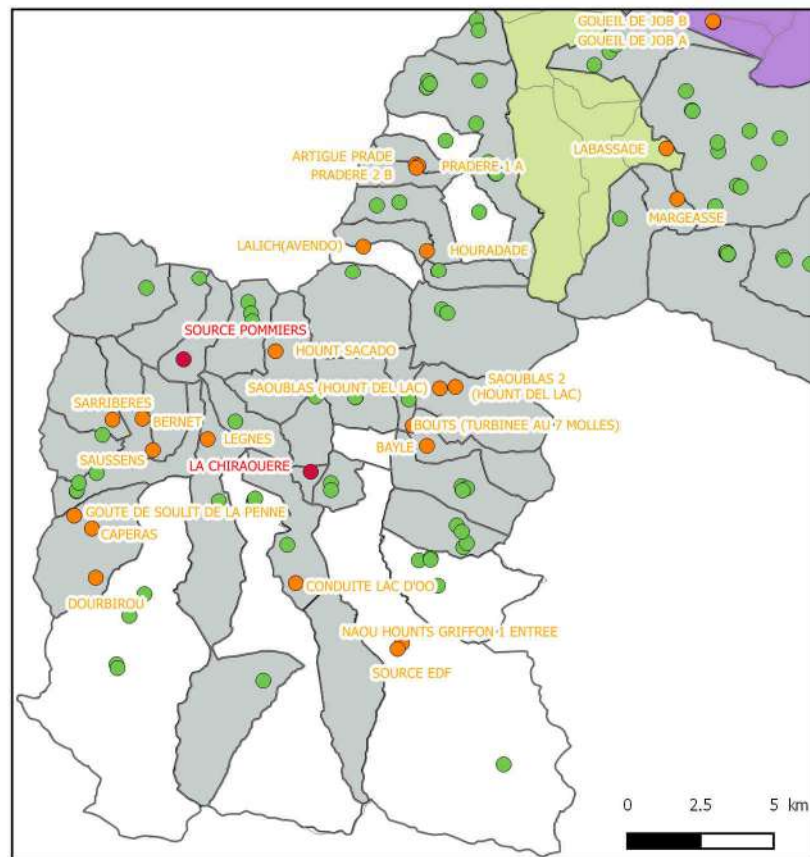 GOUEIL DE JOB B
GOUEIL DE JOB A
LABASSADE
ARTIGUE PRADE
PRADERE 1 A
PRADERE 2 B
MARGEASSE
LALICH(AVENDO)
HOURADADE
SOURCE POMMIERS
HOUNT SACADO
SAOUBLAS (HOUNT DEL LAC)
SAOUBLAS 2
(HOUNT DEL LAC)
SARRIBERES
BERNET
BOUTS (TURBINEE AU 7 MOLLES)
LEGNES
BAYLE
SAUSSENS
LA CHIRAOUERE
GOUTE DE SOULIT DE LA PENNE
CAPERAS
DOURBIROU
CONDUITE LAC D'OO
NAOU HOUNTS GRIFFON 1 ENTREE
SOURCE EDF
0 2.5 5 km